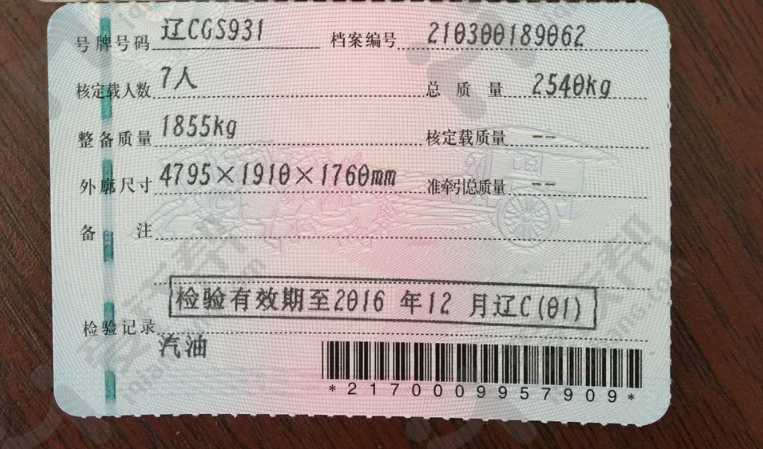 号牌号码 辽CGS931 档案编号 210300189062
核定载人数 7人 总质量 2540kg
整备质量 1855kg 核定载质量 --
外廓尺寸 4795×1910×1760mm 准牵引总质量 --
备注
检验有效期至2016 年12 月辽C(01)
检验记录
汽油
*2170009957909*